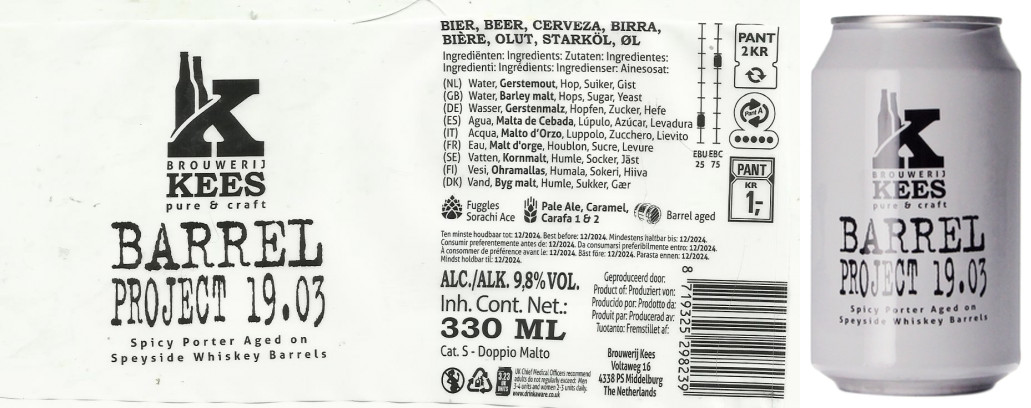 K
BROUWERIJ
KEES
pure & craft
BARREL
PROJECT 19.03
Spicy Porter Aged on
Speyside Whiskey Barrels
BIER, BEER, CERVEZA, BIRRA,
BIÈRE, OLUT, STARKÖL, ØL
Ingrediënten: Ingredients: Zutaten: Ingredientes:
Ingredienti: Ingrédients: Ingredienser: Ainesosat:
(NL) Water, Gerstemout, Hop, Suiker, Gist
(GB) Water, Barley malt, Hops, Sugar, Yeast
(DE) Wasser, Gerstenmalz, Hopfen, Zucker, Hefe
(ES) Agua, Malta de Cebada, Lúpulo, Azúcar, Levadura
(IT) Acqua, Malto d'Orzo, Luppolo, Zucchero, Lievito
(FR) Eau, Malt d'orge, Houblon, Sucre, Levure
(SE) Vatten, Kornmalt, Humle, Socker, Jäst
(FI) Vesi, Ohramallas, Humala, Sokeri, Hiiva
(DK) Vand, Byg malt, Humle, Sukker, Gær
EBU EBC
25 75
PANT
2KR
Pant A
PANT
KR
1,-
Fuggles
Sorachi Ace
Pale Ale, Caramel,
Carafa 1 & 2
Barrel aged
Ten minste houdbaar tot: 12/2024. Best before: 12/2024. Mindestens haltbar bis: 12/2024.
Consumir preferentemente antes de: 12/2024. Da consumarsi preferibilmente entro: 12/2024.
À consommer de préférence avant le: 12/2024. Bäst före: 12/2024. Parasta ennen: 12/2024.
Mindst holdbar til: 12/2024.
ALC./ALK. 9,8% VOL.
Inh. Cont. Net.:
330 ML
Cat. S - Doppio Malto
3.23
UK Chief Medical Officers recommend
adults do not regularly exceed: Men
3-4 units and women 2-3 units daily.
www.drinkaware.co.uk
Geproduceerd door:
Product of: Produziert von:
Producido por: Prodotto da:
Produit par: Producerad av:
Tuotanto: Fremstillet af:
Brouwerij Kees
Voltaweg 16
4338 PS Middelburg
The Netherlands
8 719325 298239
K
BROUWERIJ
KEES
pure & craft
BARREL
PROJECT 19.03
Spicy Porter Aged on
Speyside Whiskey Barrels